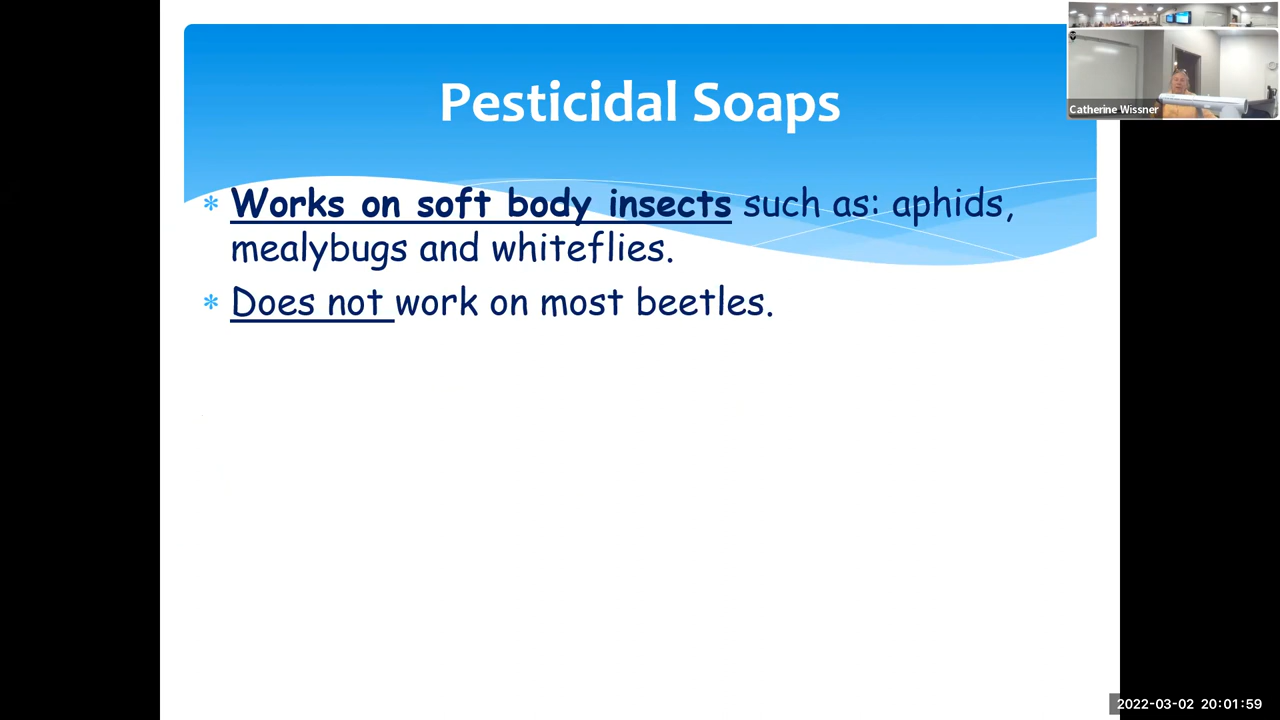 Pesticidal Soaps
Catherine Wissner
* Works on soft body insects such as: aphids,
mealybugs and whiteflies.
* Does not work on most beetles.
2022-03-02 20:01:59